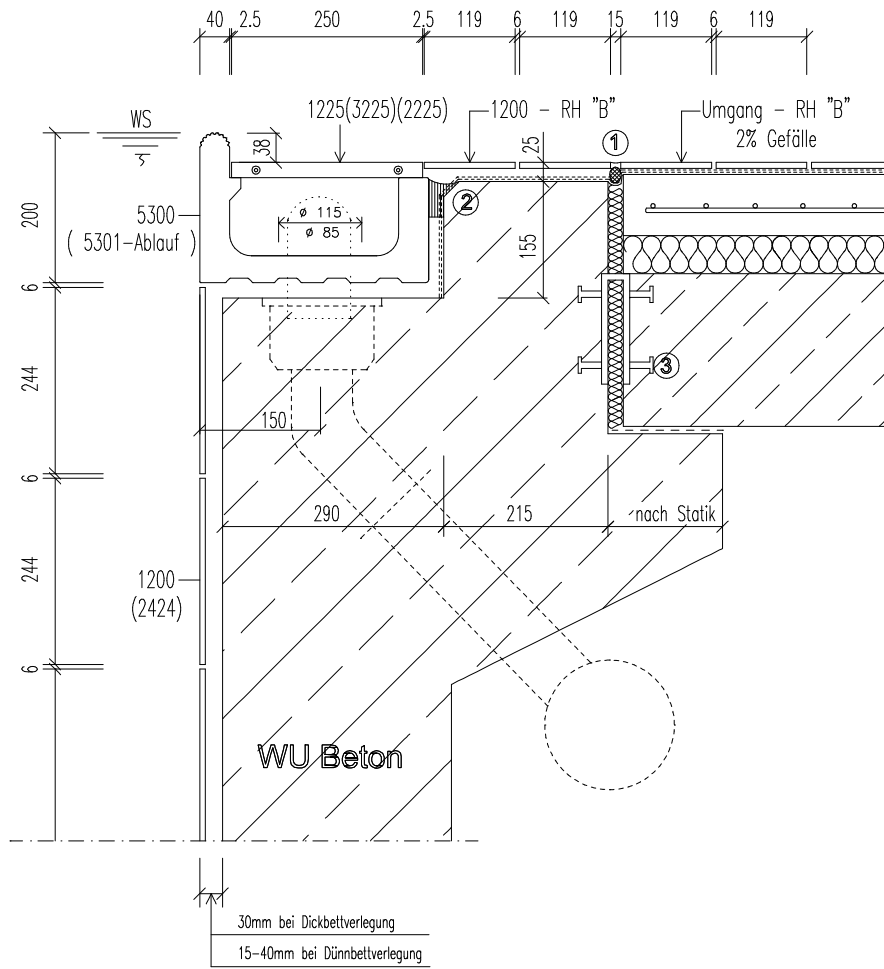 40 2.5 250 2.5 119 6 119 15 119 6 119
WS
1225(3225)(2225)
1200 - RH "B"
Umgang - RH "B"
2% Gefälle
1
38
25
2
200
5300
( 5301-Ablauf )
ø 115
ø 85
155
6
3
244
150
6
290
215
nach Statik
244
1200
(2424)
6
WU Beton
30mm bei Dickbettverlegung
15-40mm bei Dünnbettverlegung